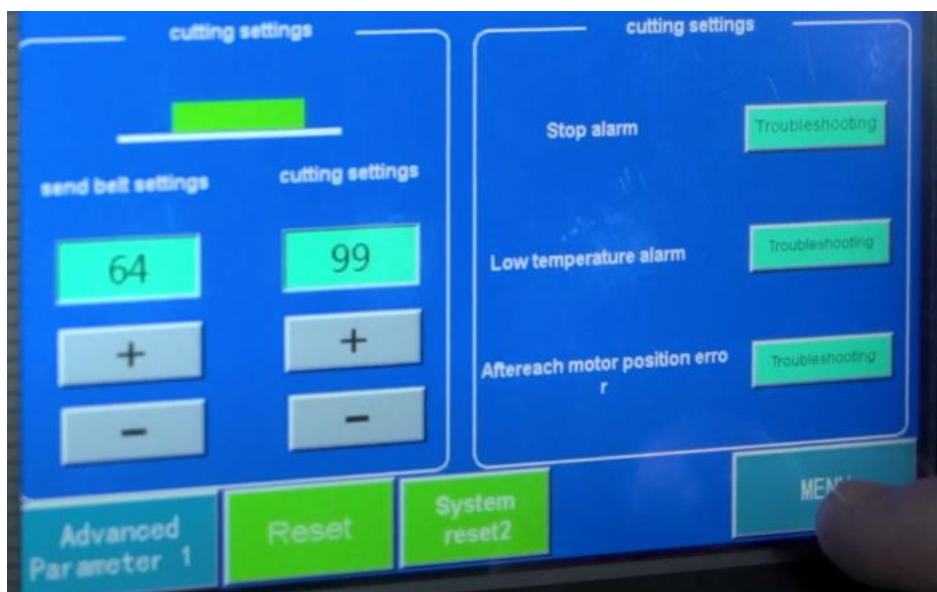 cutting settings
send belt settings
cutting settings
64
99
+
+
-
-
cutting settings
Stop alarm
Troubleshooting
Low temperature alarm
Troubleshooting
Aftereach motor position erro
r
Troubleshooting
Advanced
Parameter 1
Reset
System
reset2